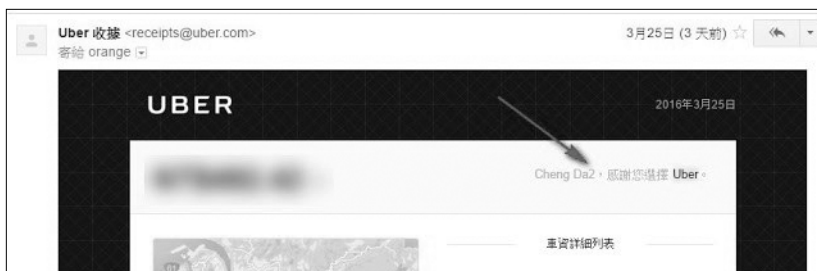 Uber 收據 <receipts@uber.com>
3月25日 (3 天前)
寄給 orange
UBER
2016年3月25日
Cheng Da2，感謝您選擇 Uber。
車資詳細列表